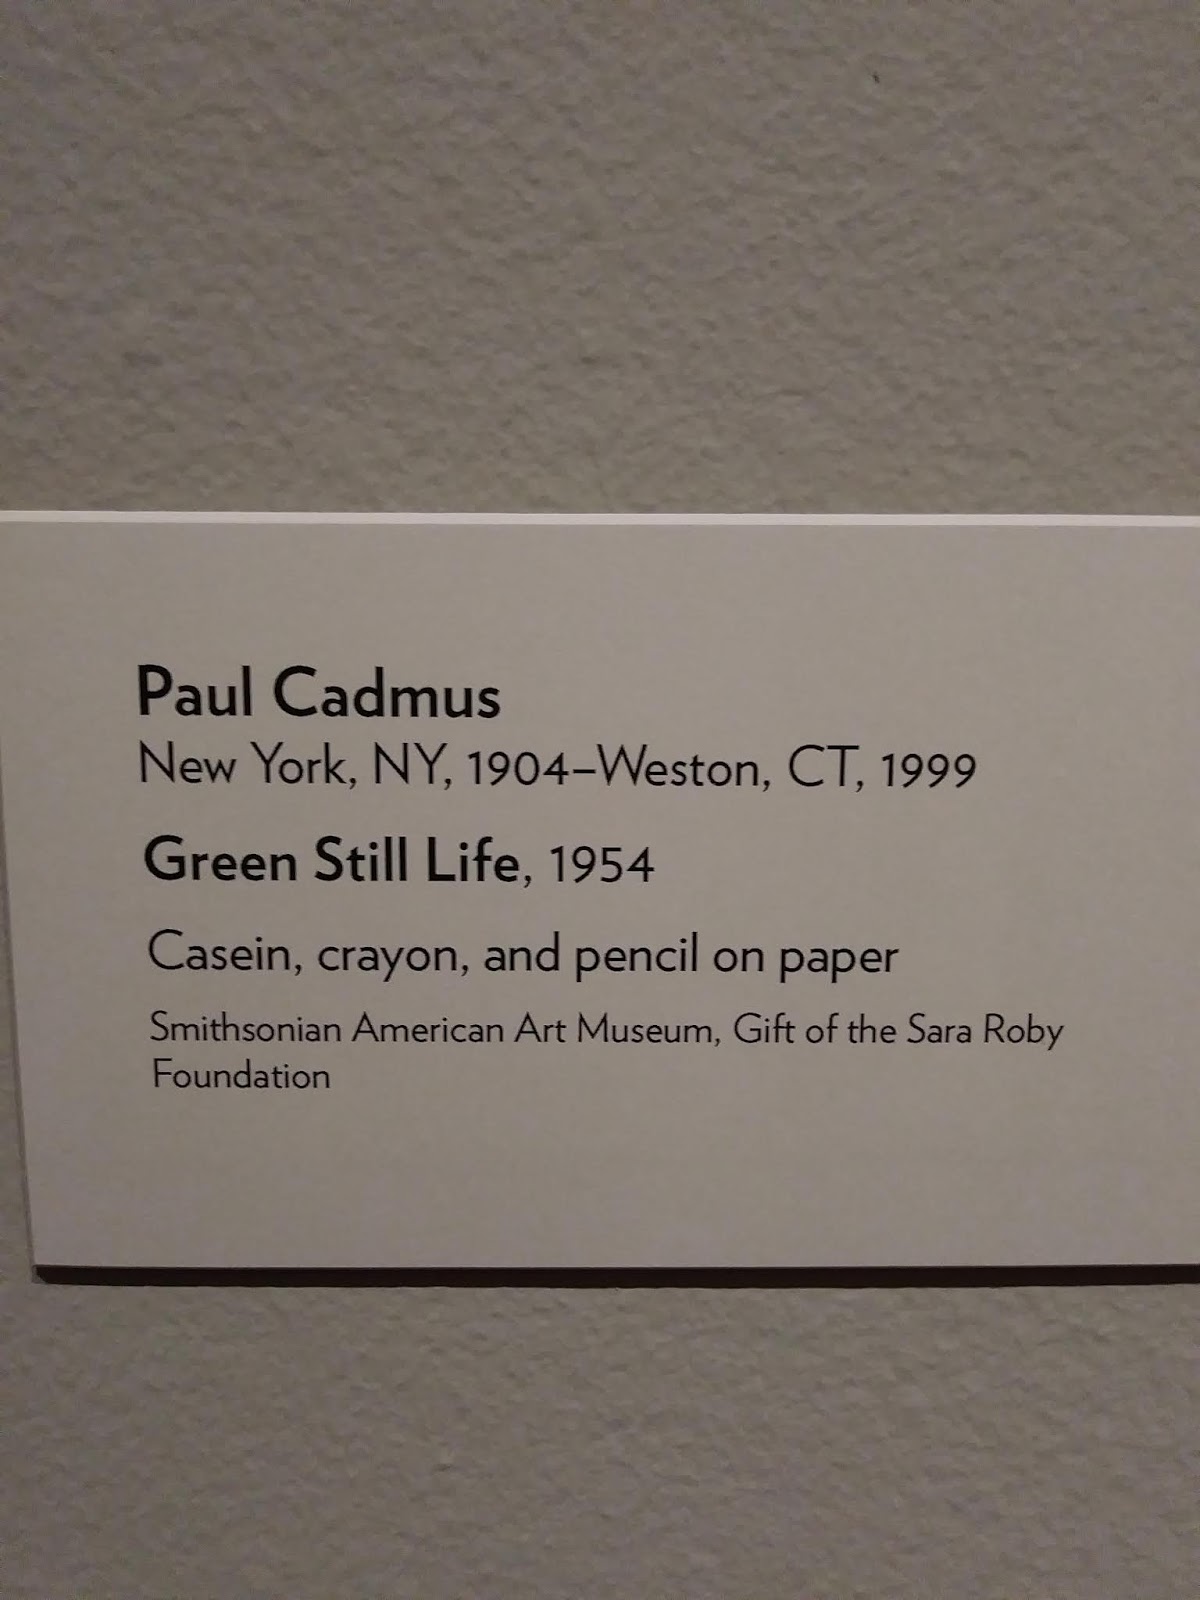 Paul Cadmus
New York, NY, 1904–Weston, CT, 1999
Green Still Life, 1954
Casein, crayon, and pencil on paper
Smithsonian American Art Museum, Gift of the Sara Roby
Foundation